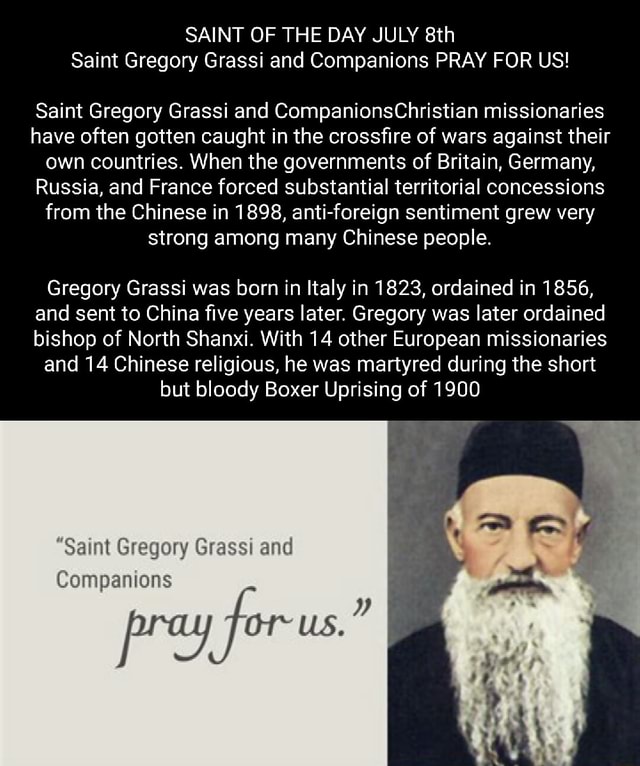 SAINT OF THE DAY JULY 8th
Saint Gregory Grassi and Companions PRAY FOR US!
Saint Gregory Grassi and CompanionsChristian missionaries
have often gotten caught in the crossfire of wars against their
own countries. When the governments of Britain, Germany,
Russia, and France forced substantial territorial concessions
from the Chinese in 1898, anti-foreign sentiment grew very
strong among many Chinese people.
Gregory Grassi was born in Italy in 1823, ordained in 1856,
and sent to China five years later. Gregory was later ordained
bishop of North Shanxi. With 14 other European missionaries
and 14 Chinese religious, he was martyred during the short
but bloody Boxer Uprising of 1900
“Saint Gregory Grassi and
Companions
pray for us.”